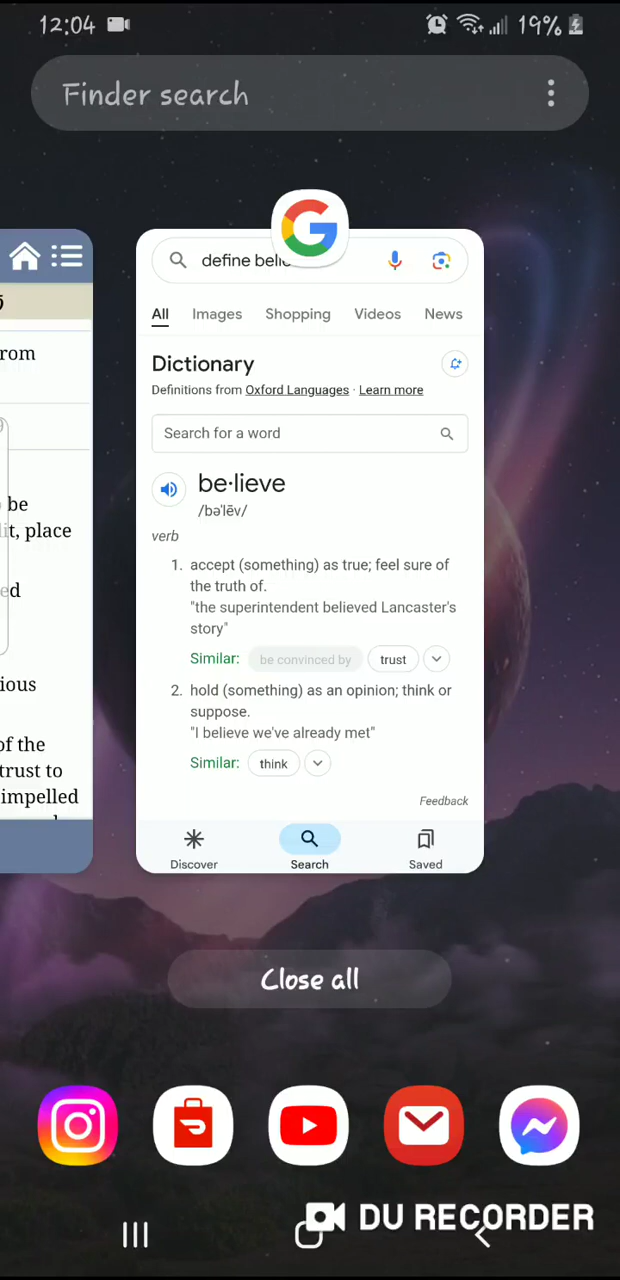 12:04
19%
Finder search
define belie
All Images Shopping Videos News
Dictionary
Definitions from Oxford Languages · Learn more
Search for a word
be·lieve
/bəˈlēv/
verb
1. accept (something) as true; feel sure of
the truth of.
"the superintendent believed Lancaster's
story"
Similar: be convinced by trust
2. hold (something) as an opinion; think or
suppose.
"I believe we've already met"
Similar: think
Feedback
Discover Search Saved
rom
be
it, place
ed
ious
of the
trust to
impelled
Close all
DU RECORDER